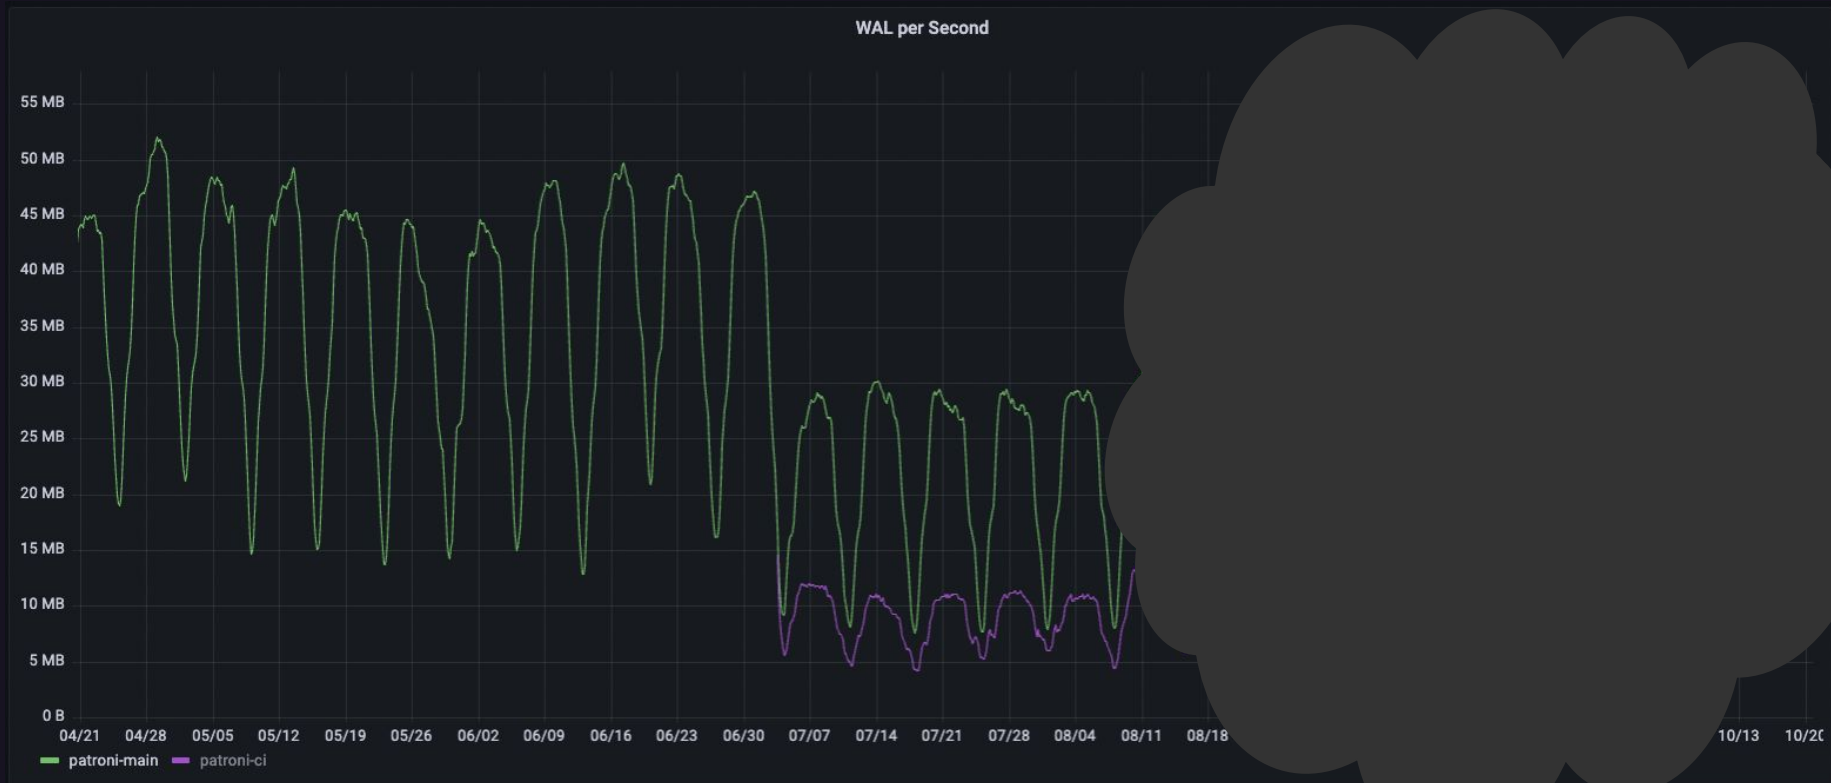 WAL per Second
55 MB
50 MB
45 MB
40 MB
35 MB
30 MB
25 MB
20 MB
15 MB
10 MB
5 MB
0 B
04/21 04/28 05/05 05/12 05/19 05/26 06/02 06/09 06/16 06/23 06/30 07/07 07/14 07/21 07/28 08/04 08/11 08/18 10/13 10/20
patroni-main patroni-ci